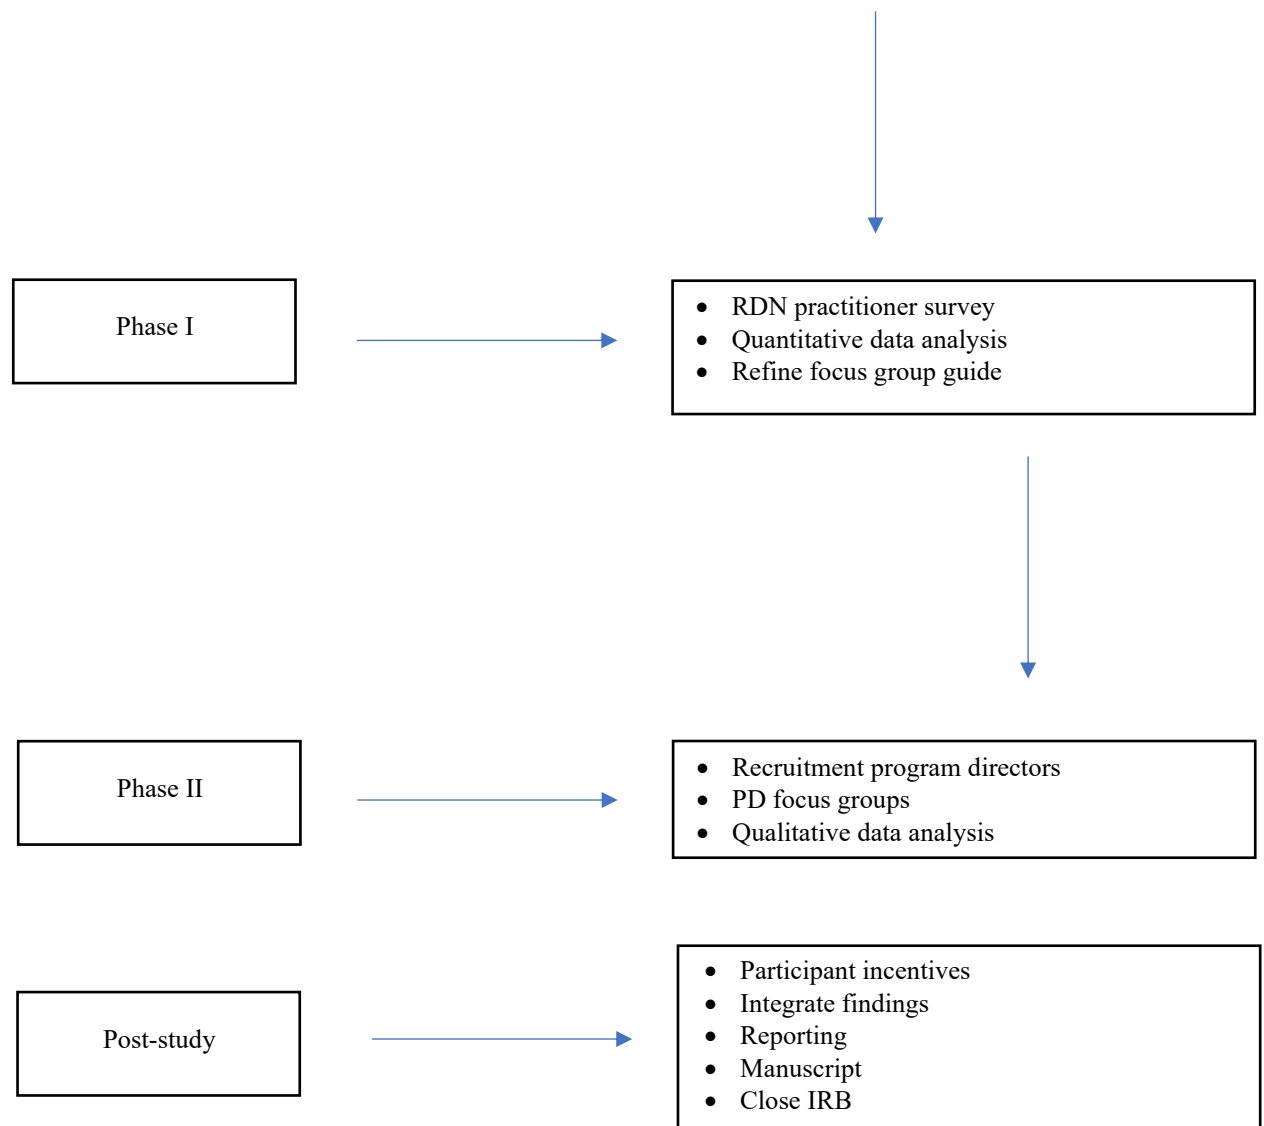 Phase I
• RDN practitioner survey
• Quantitative data analysis
• Refine focus group guide
Phase II
• Recruitment program directors
• PD focus groups
• Qualitative data analysis
Post-study
• Participant incentives
• Integrate findings
• Reporting
• Manuscript
• Close IRB